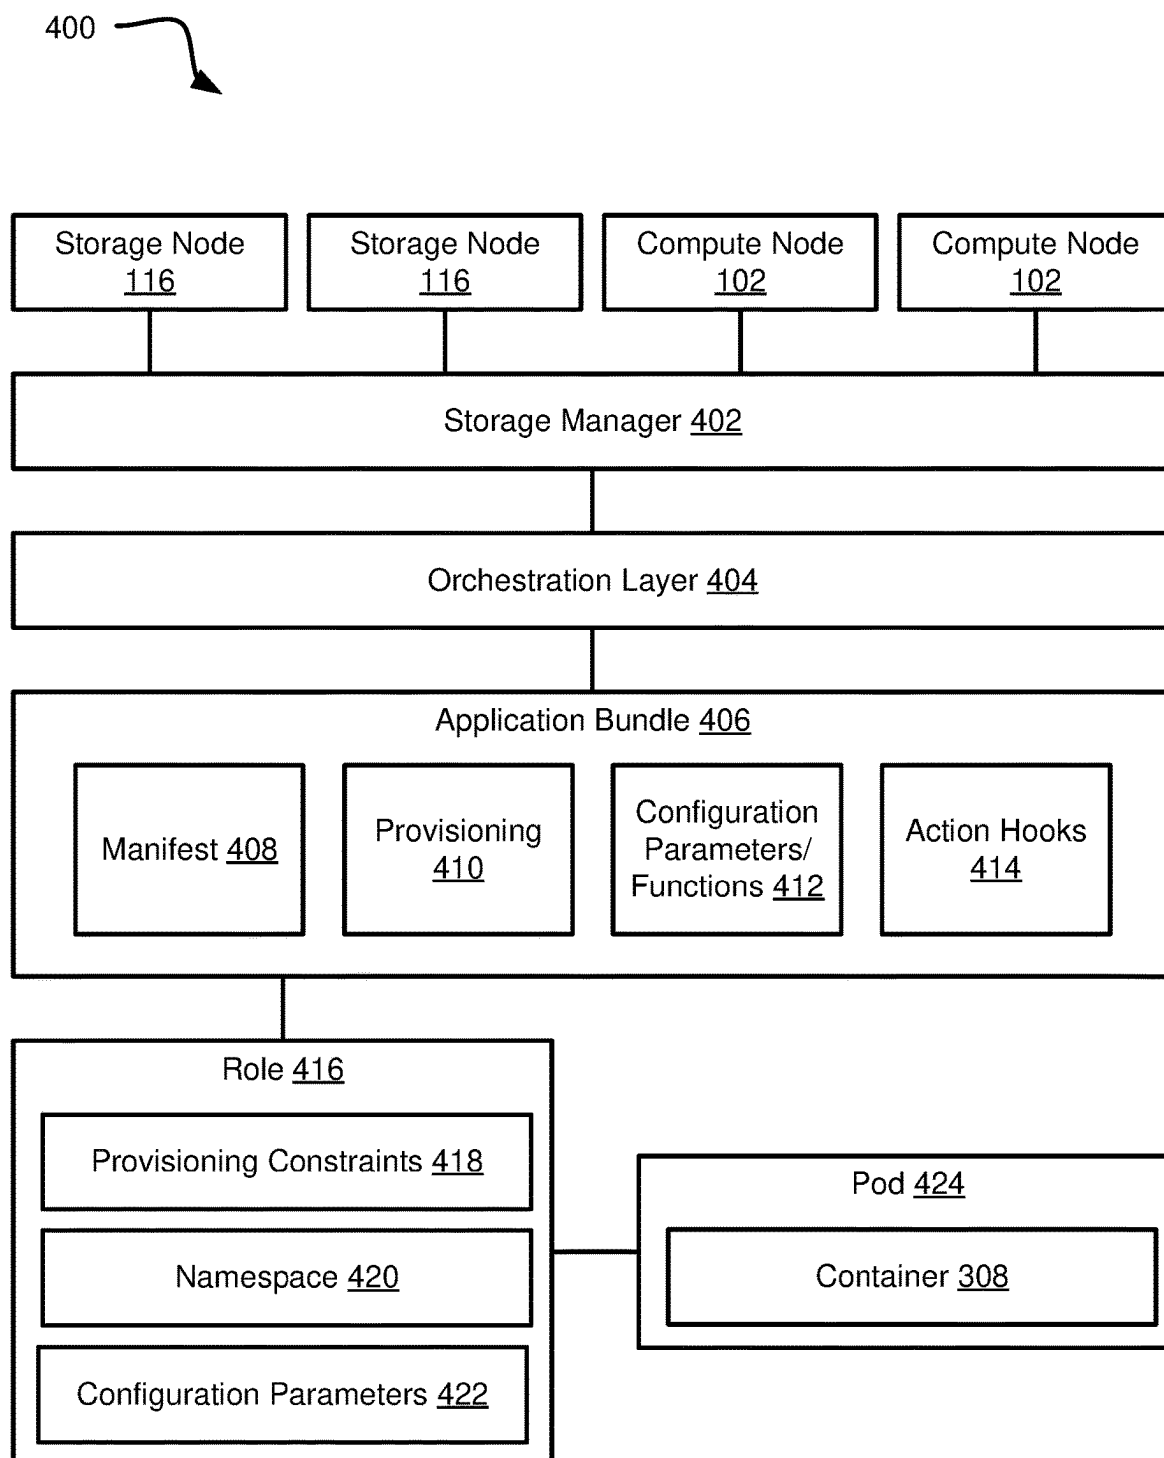 400
Storage Node
116
Storage Node
116
Compute Node
102
Compute Node
102
Storage Manager 402
Orchestration Layer 404
Application Bundle 406
Manifest 408
Provisioning
410
Configuration
Parameters/
Functions 412
Action Hooks
414
Role 416
Provisioning Constraints 418
Namespace 420
Configuration Parameters 422
Pod 424
Container 308